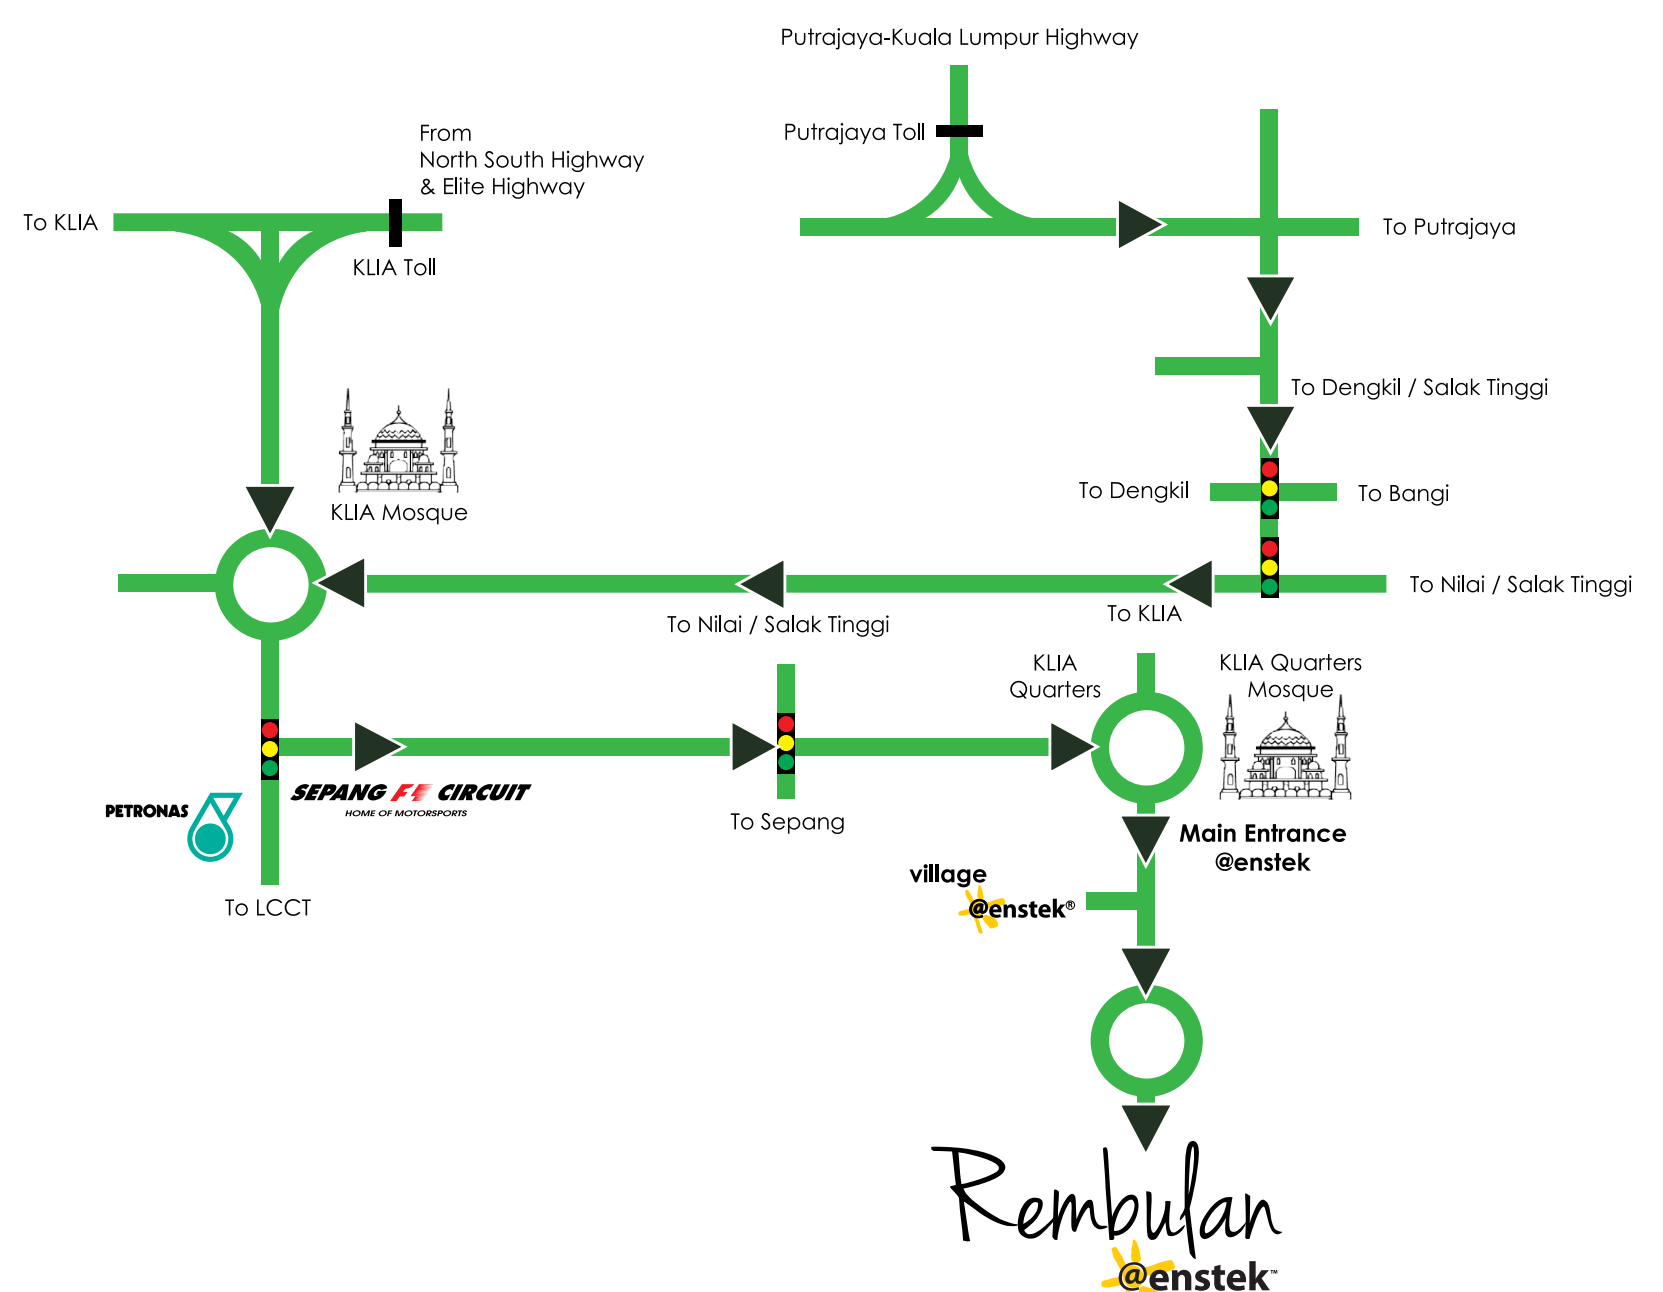 Putrajaya-Kuala Lumpur Highway
Putrajaya Toll
From
North South Highway
& Elite Highway
To KLIA
KLIA Toll
To Putrajaya
To Dengkil / Salak Tinggi
To Dengkil
To Bangi
KLIA Mosque
To Nilai / Salak Tinggi
To KLIA
To Nilai / Salak Tinggi
KLIA
Quarters
KLIA Quarters
Mosque
PETRONAS
SEPANG F1 CIRCUIT
HOME OF MOTORSPORTS
To Sepang
Main Entrance
@enstek
village
@enstek®
To LCCT
Rembulan
@enstek™